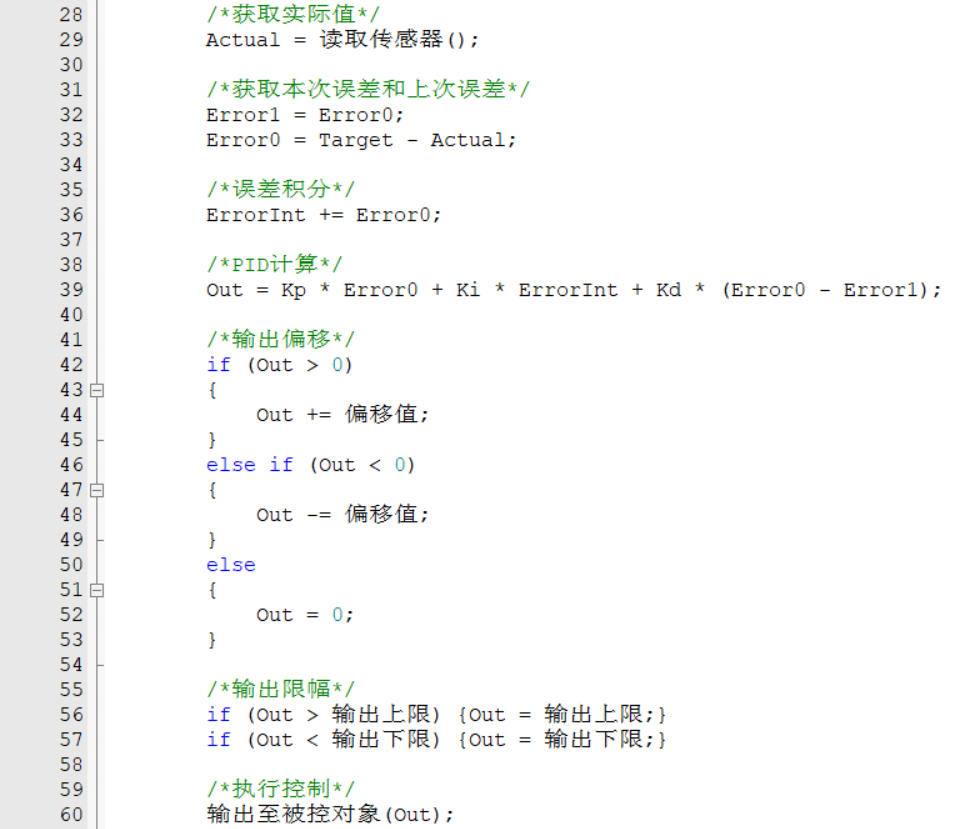 28 /*获取实际值*/
29 Actual = 读取传感器();
30
31 /*获取本次误差和上次误差*/
32 Error1 = Error0;
33 Error0 = Target - Actual;
34
35 /*误差积分*/
36 ErrorInt += Error0;
37
38 /*PID计算*/
39 Out = Kp * Error0 + Ki * ErrorInt + Kd * (Error0 - Error1);
40
41 /*输出偏移*/
42 if (Out > 0)
43 {
44     Out += 偏移值;
45 }
46 else if (Out < 0)
47 {
48     Out -= 偏移值;
49 }
50 else
51 {
52     Out = 0;
53 }
54
55 /*输出限幅*/
56 if (Out > 输出上限) {Out = 输出上限;}
57 if (Out < 输出下限) {Out = 输出下限;}
58
59 /*执行控制*/
60 输出至被控对象(Out);